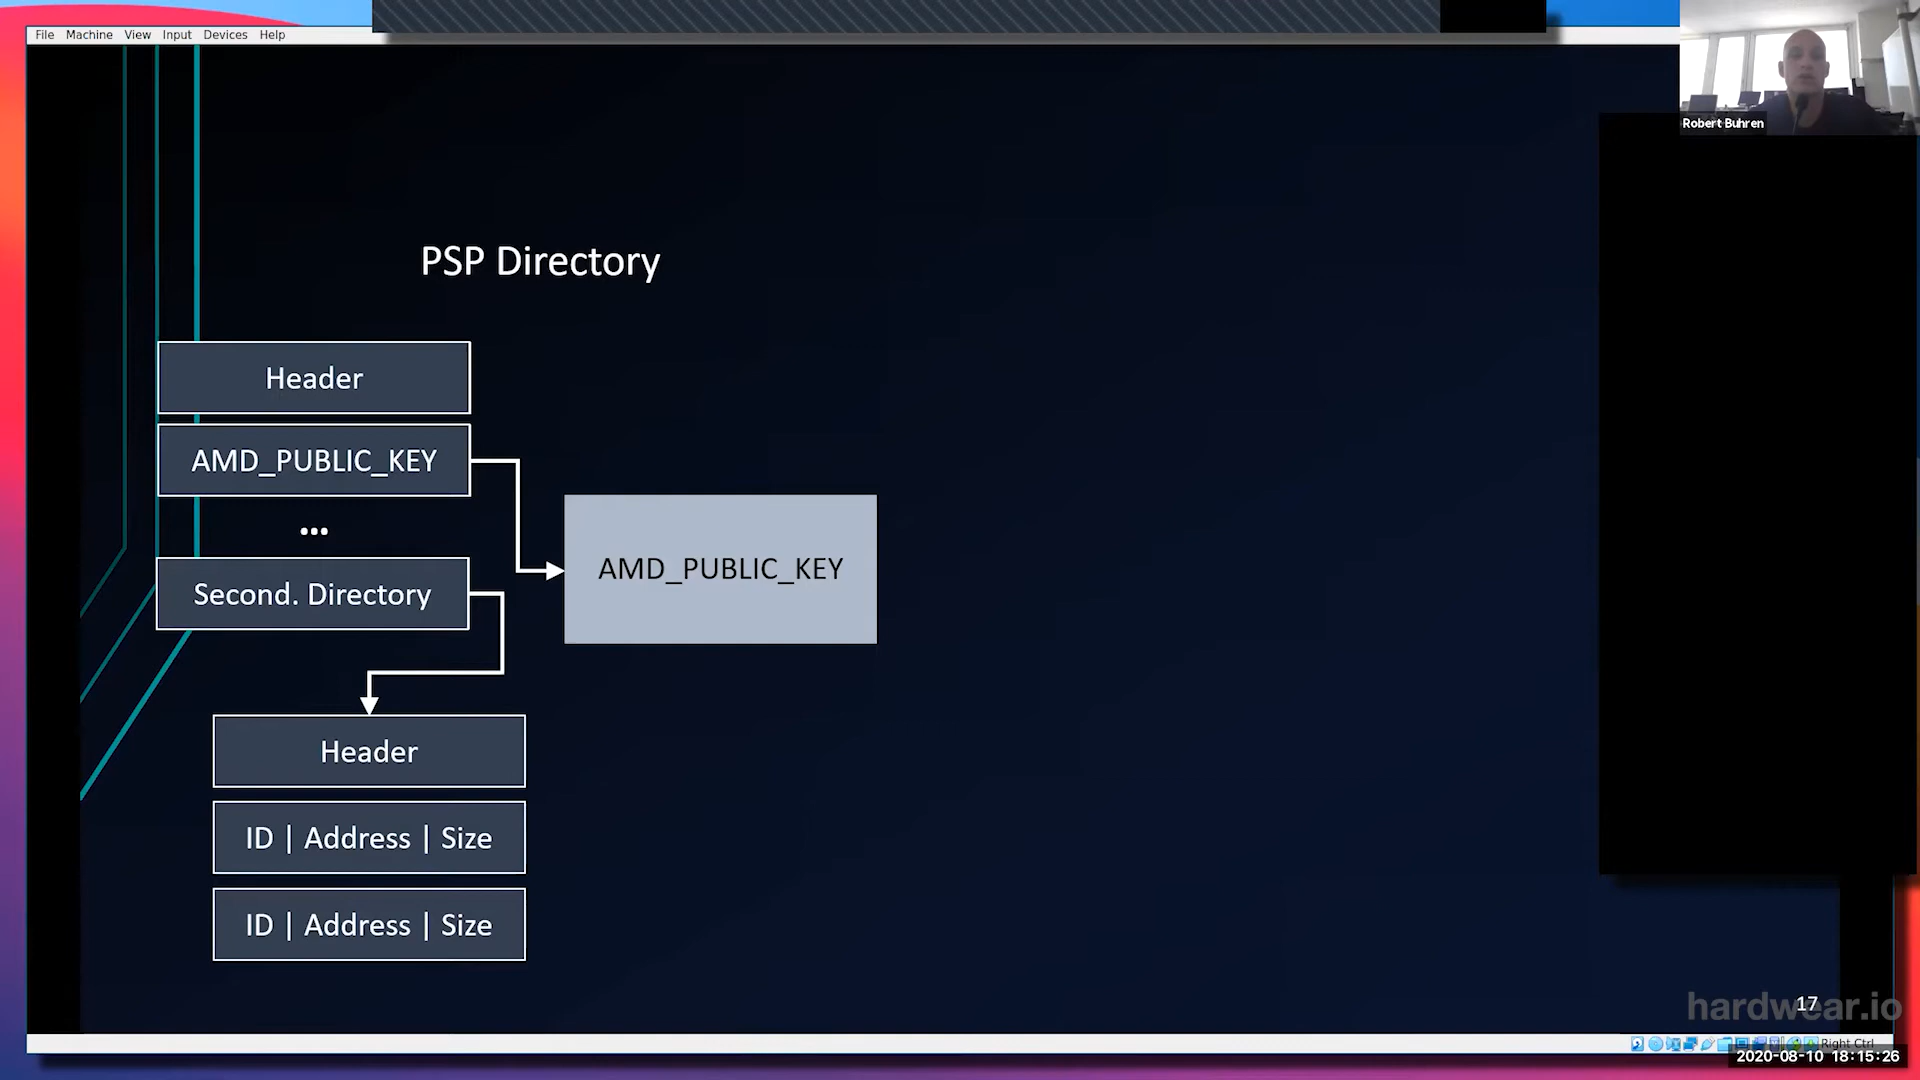 File Machine View Input Devices Help
Robert Buhren
PSP Directory
Header
AMD_PUBLIC_KEY
...
AMD_PUBLIC_KEY
Second. Directory
Header
ID | Address | Size
ID | Address | Size
17
hardwear.io
Right Ctrl
2020-08-10 18:15:26